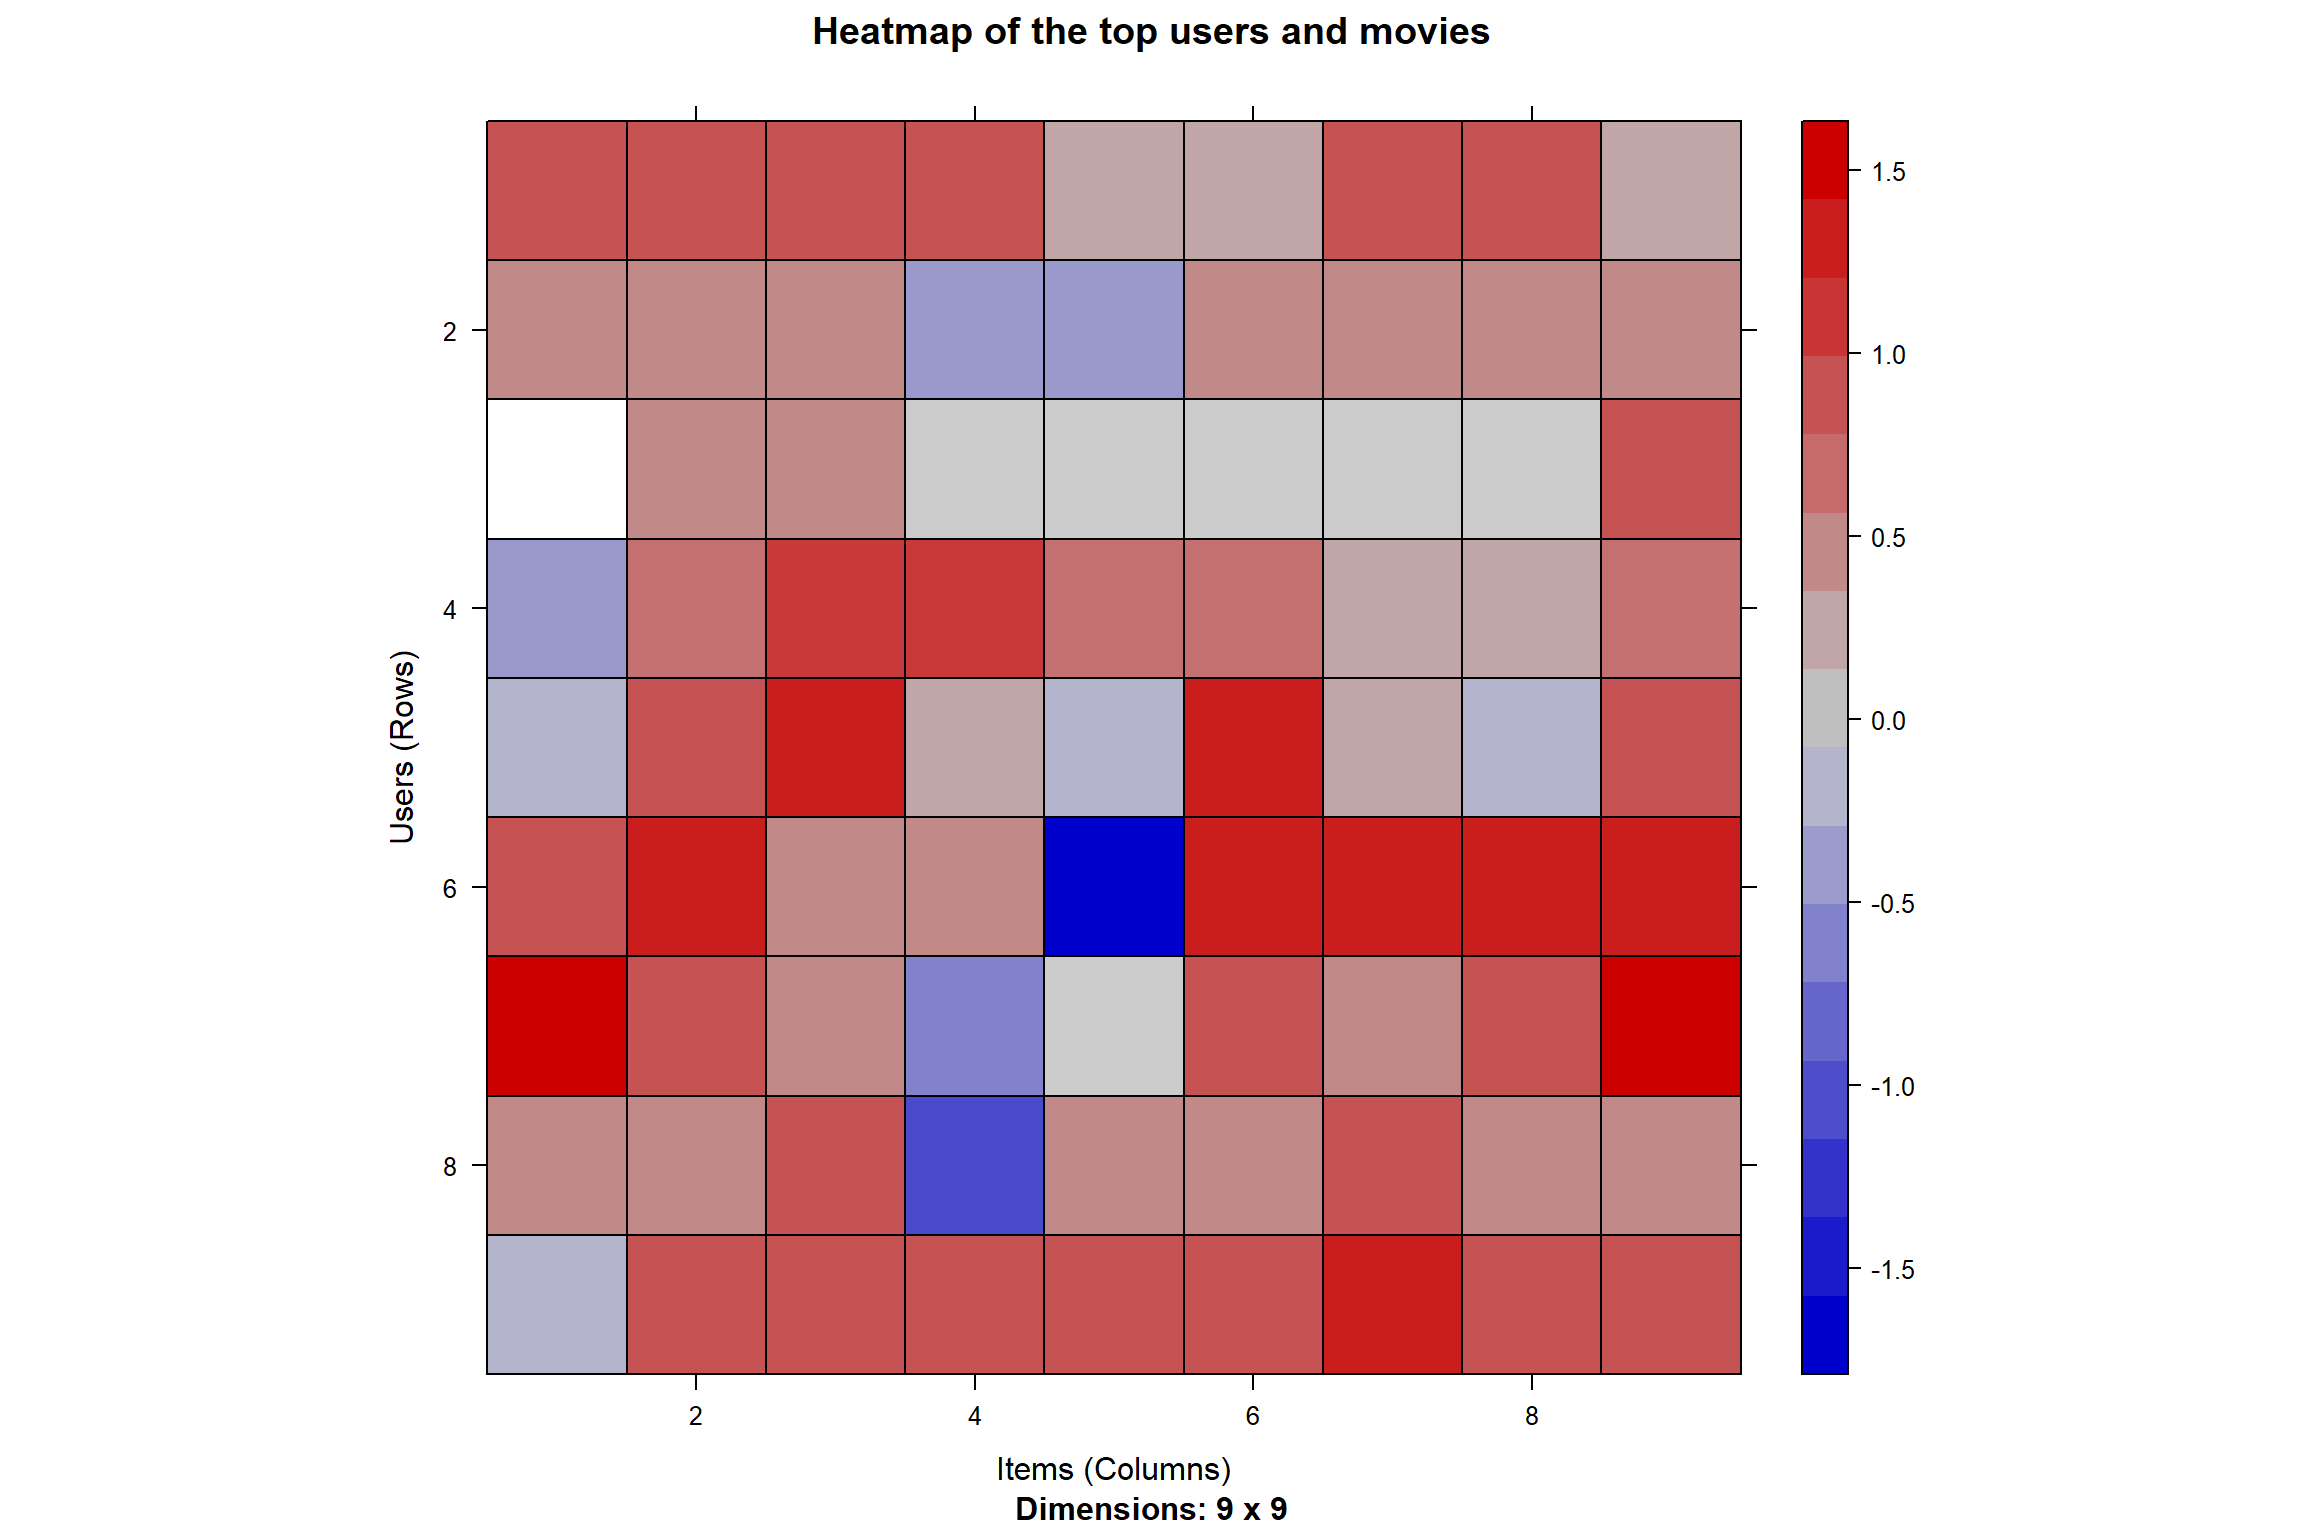 Heatmap of the top users and movies
2 4 6 8
1.5
1.0
0.5
0.0
-0.5
-1.0
-1.5
Users (Rows)
2
4
6
8
Items (Columns)
Dimensions: 9 x 9